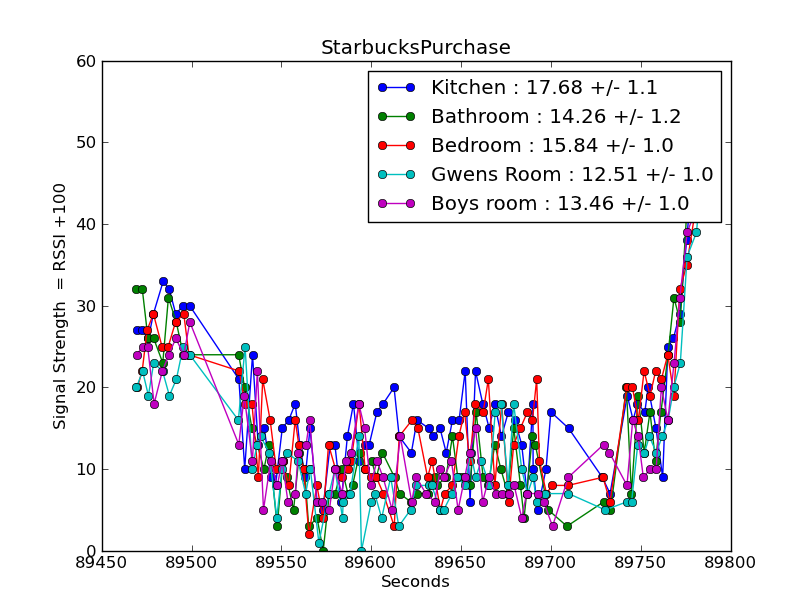 StarbucksPurchase
60
50
40
30
20
10
0
Signal Strength = RSSI +100
Kitchen : 17.68 +/- 1.1
Bathroom : 14.26 +/- 1.2
Bedroom : 15.84 +/- 1.0
Gwens Room : 12.51 +/- 1.0
Boys room : 13.46 +/- 1.0
89450 89500 89550 89600 89650 89700 89750 89800
Seconds